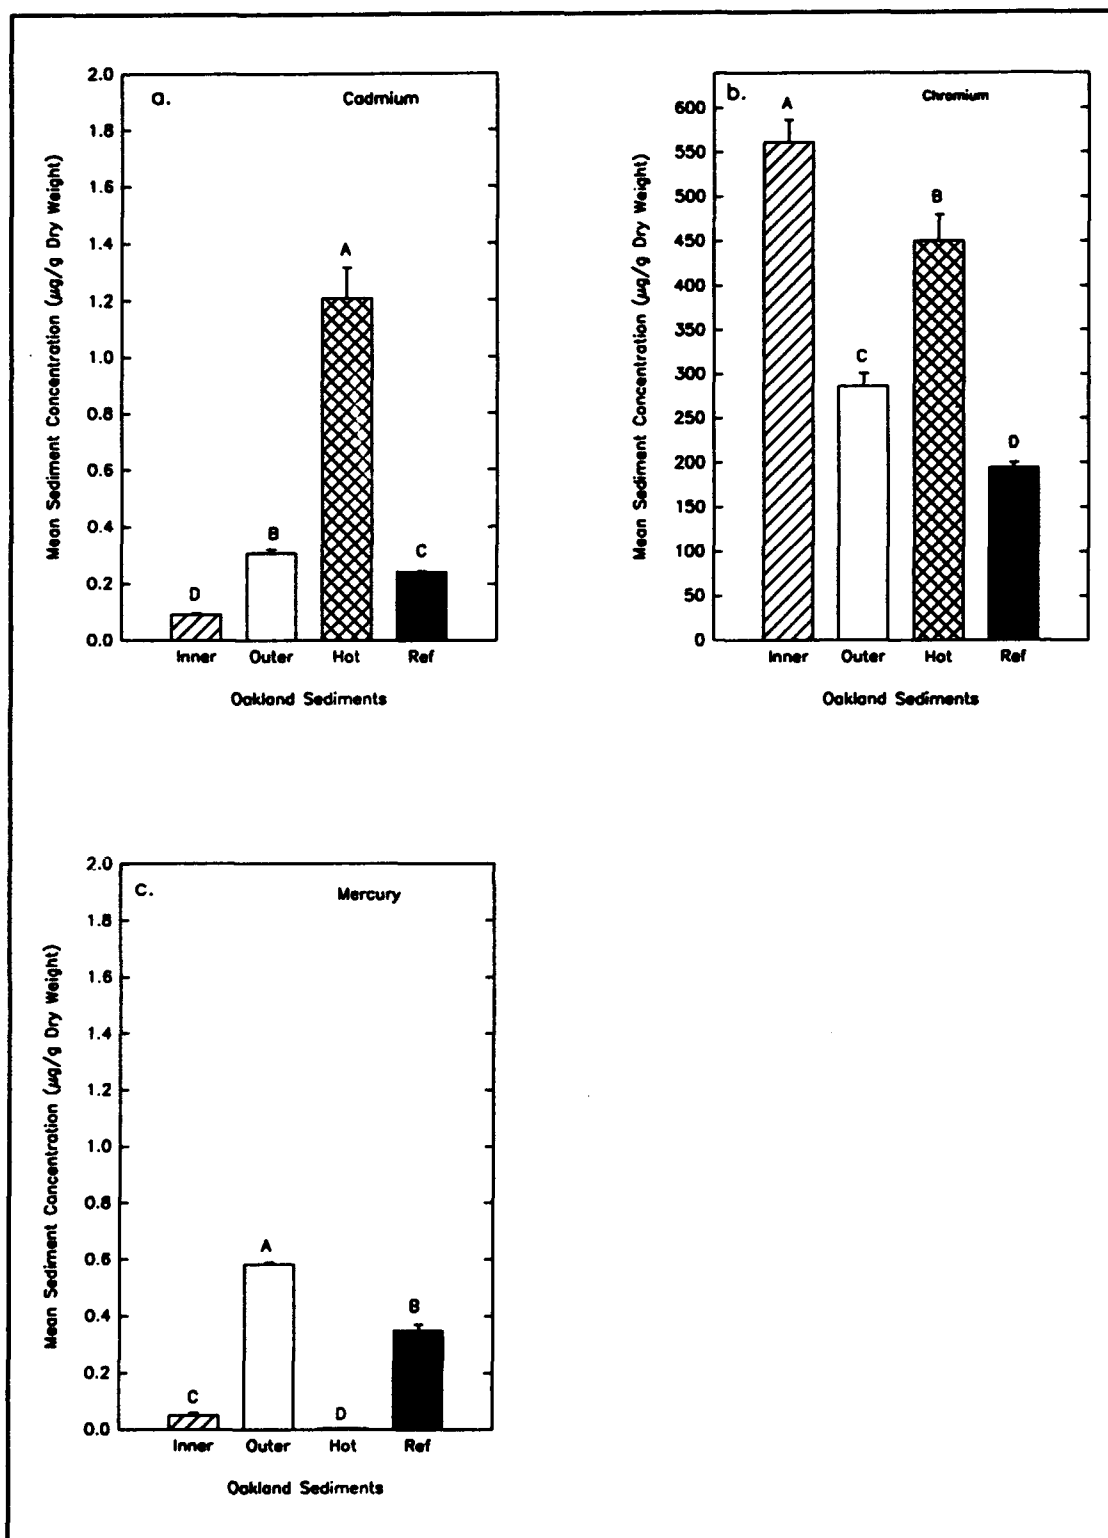 a.
Cadmium
Mean Sediment Concentration (µg/g Dry Weight)
2.0
1.8
1.6
1.4
1.2
1.0
0.8
0.6
0.4
0.2
0.0
D
B
A
C
Inner Outer Hot Ref
Oakland Sediments
b.
Chromium
Mean Sediment Concentration (µg/g Dry Weight)
600
550
500
450
400
350
300
250
200
150
100
50
0
A
C
B
D
Inner Outer Hot Ref
Oakland Sediments
c.
Mercury
Mean Sediment Concentration (µg/g Dry Weight)
2.0
1.8
1.6
1.4
1.2
1.0
0.8
0.6
0.4
0.2
0.0
C
A
D
B
Inner Outer Hot Ref
Oakland Sediments